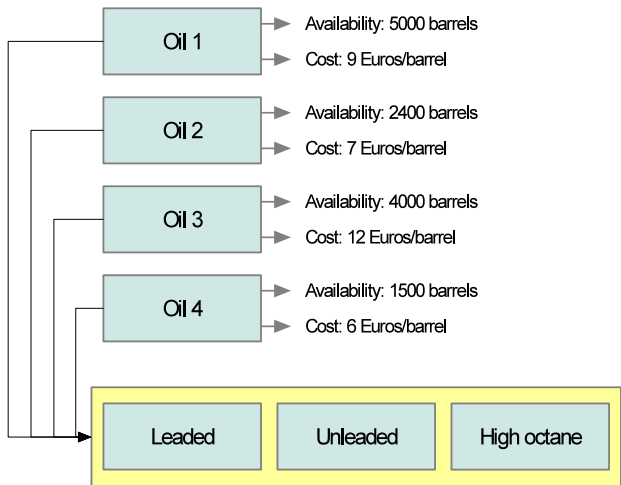 Oil 1
Availability: 5000 barrels
Cost: 9 Euros/barrel
Oil 2
Availability: 2400 barrels
Cost: 7 Euros/barrel
Oil 3
Availability: 4000 barrels
Cost: 12 Euros/barrel
Oil 4
Availability: 1500 barrels
Cost: 6 Euros/barrel
Leaded
Unleaded
High octane